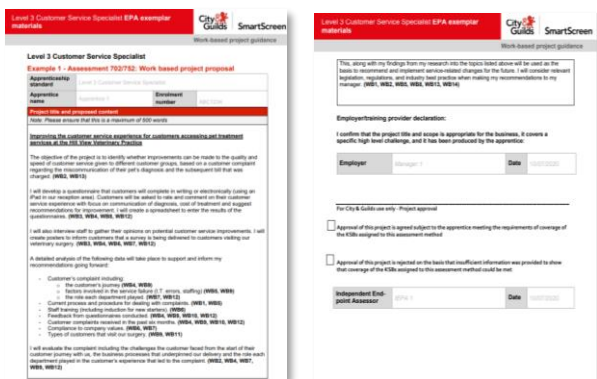 Level 3 Customer Service Specialist EPA exemplar
materials
City&
Guilds
SmartScreen
Work-based project guidance
Level 3 Customer Service Specialist
Example 1 - Assessment 702/752: Work based project proposal
Apprenticeship
standard
Level 3 Customer Service Specialist
Apprentice
name
Apprentice 1
Enrolment
number
Project title and proposed content
Note: Please ensure that this is a maximum of 500 words
Improving the customer service experience for customers accessing pet treatment
services at the Hill View Veterinary Practice
The objective of the project is to identify whether improvements can be made to the quality and
speed of customer service given to different customer groups, based on a customer complaint
regarding the miscommunication of their pet's diagnosis and the subsequent bill that was
charged. (WB2, WB13)
I will develop a questionnaire that customers will complete in writing or electronically (using an
iPad in our reception area). Customers will be asked to rate and comment on their customer
service experience with focus on communication of diagnosis, cost of treatment and suggest
recommendations for improvement. I will create a spreadsheet to enter the results of the
questionnaires. (WB3, WB4, WB8, WB12)
I will also interview staff to gather their opinions on potential customer service improvements. I will
create posters to inform customers that a survey is being delivered to customers visiting our
veterinary surgery. (WB3, WB4, WB6, WB7, WB12)
A detailed analysis of the following data will take place to support and inform my
recommendations going forward:
- Customer's complaint including:
o the customer's journey (WB4, WB9)
o factors involved in the service failure (I.T. errors, staffing) (WB5, WB9)
o the role each department played. (WB7, WB12)
- Current process and procedure for dealing with complaints. (WB1, WB5)
- Staff training (including induction for new starters). (WB6)
- Feedback from questionnaires conducted. (WB4, WB9, WB10, WB12)
- Customer complaints received in the past six months. (WB4, WB9, WB10, WB12)
- Compliance to company values. (WB6, WB7)
- Types of customers that visit our surgery. (WB9, WB11)
I will evaluate the complaint including the challenges the customer faced from the start of their
customer journey with us, the business processes that underpinned our delivery and the role each
department played in the customer's experience that led to the complaint. (WB2, WB4, WB7,
WB9, WB12)
Level 3 Customer Service Specialist EPA exemplar
materials
City&
Guilds
SmartScreen
Work-based project guidance
This, along with my findings from my research into the topics listed above will be used as the
basis to recommend and implement service-related changes for the future. I will consider relevant
legislation, regulations, and industry best practice when making my recommendations to my
manager. (WB1, WB2, WB5, WB8, WB13, WB14)
Employer/training provider declaration:
I confirm that the project title and scope is appropriate for the business, it covers a
specific high level challenge, and it has been produced by the apprentice:
Employer
Manager 1
Date
10/07/2020
For City & Guilds use only - Project approval
Approval of this project is agreed subject to the apprentice meeting the requirements of coverage of
the KSBs assigned to this assessment method
Approval of this project is rejected on the basis that insufficient information was provided to show
that coverage of the KSBs assigned to this assessment method could be met
Independent End-
point Assessor
IEPA 1
Date